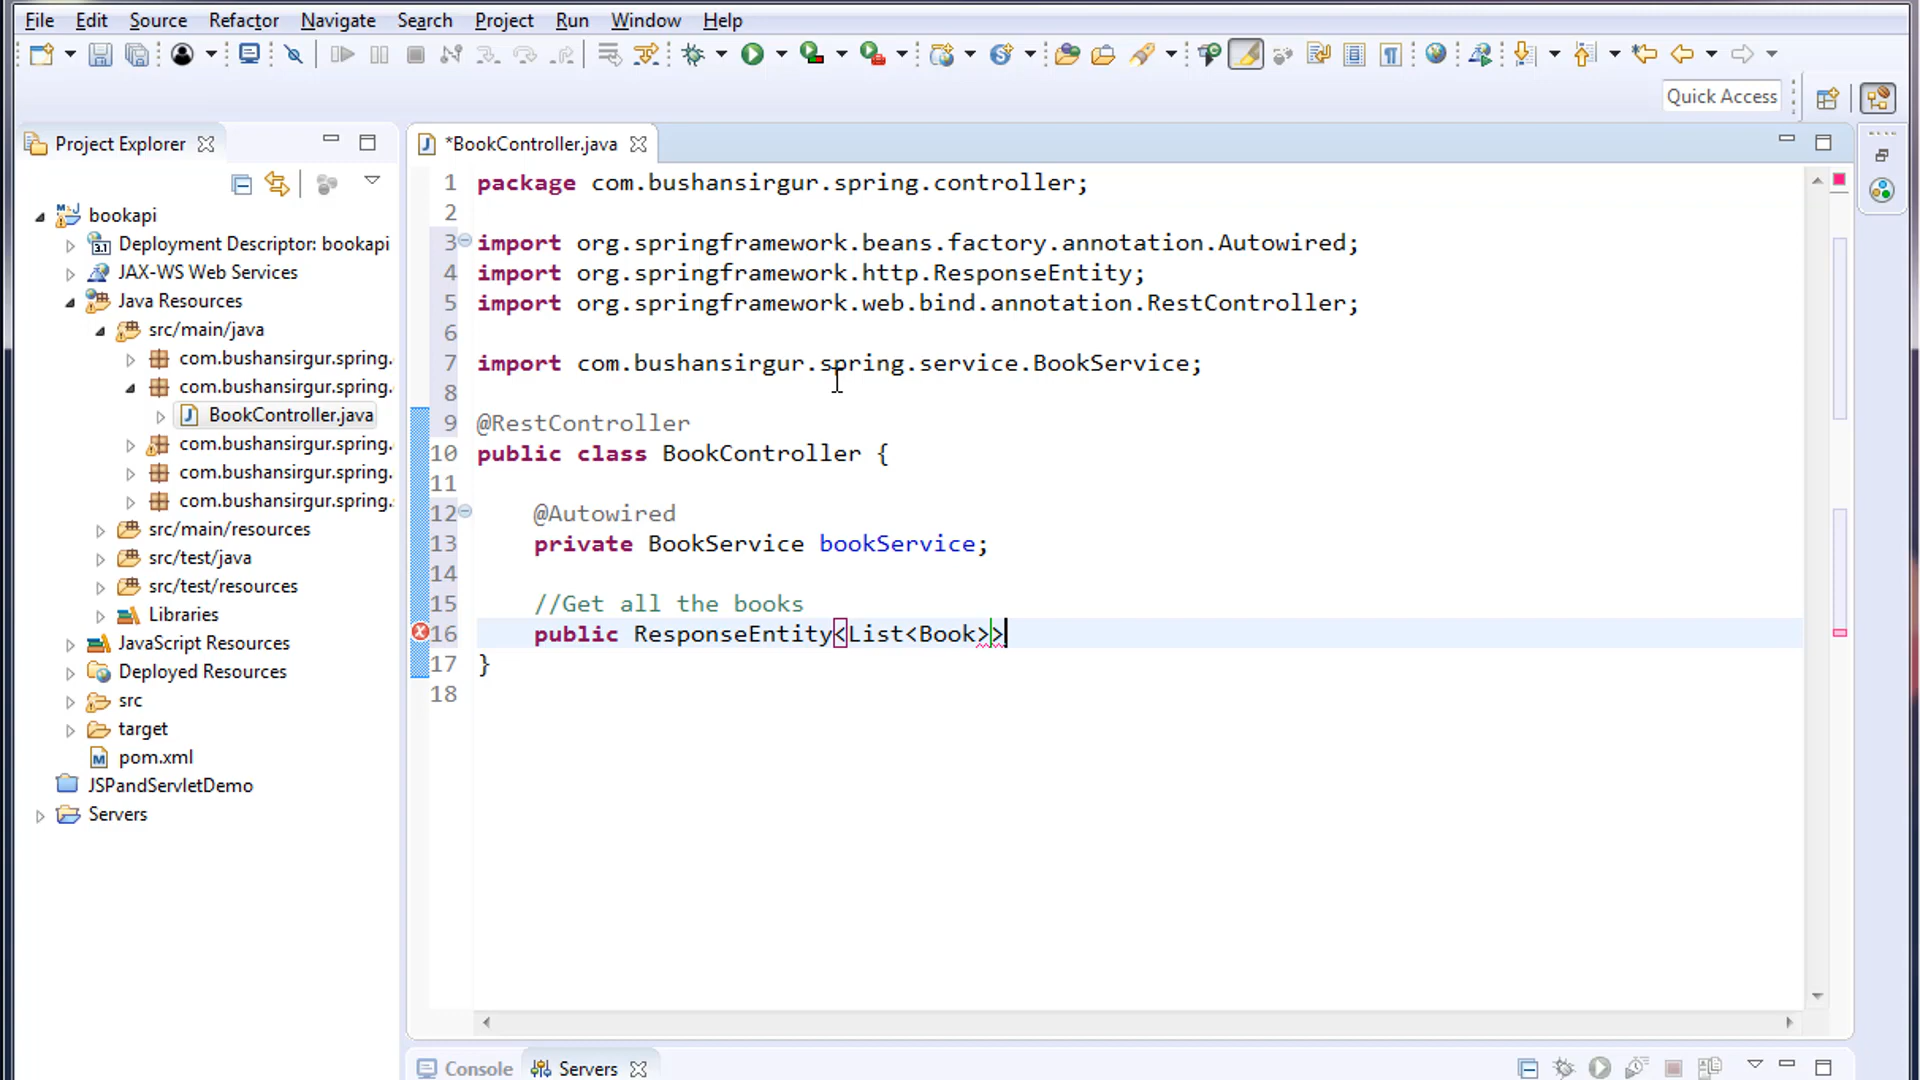 File Edit Source Refactor Navigate Search Project Run Window Help
Quick Access
Project Explorer
bookapi
Deployment Descriptor: bookapi
JAX-WS Web Services
Java Resources
src/main/java
com.bushansirgur.spring.
com.bushansirgur.spring.
BookController.java
com.bushansirgur.spring.
com.bushansirgur.spring.
com.bushansirgur.spring.
src/main/resources
src/test/java
src/test/resources
Libraries
JavaScript Resources
Deployed Resources
src
target
pom.xml
JSPandServletDemo
Servers
*BookController.java
1 package com.bushansirgur.spring.controller;
2
3 import org.springframework.beans.factory.annotation.Autowired;
4 import org.springframework.http.ResponseEntity;
5 import org.springframework.web.bind.annotation.RestController;
6
7 import com.bushansirgur.spring.service.BookService;
8
9 @RestController
10 public class BookController {
11
12 @Autowired
13 private BookService bookService;
14
15 //Get all the books
16 public ResponseEntity<List<Book>>
17 }
18
Console Servers